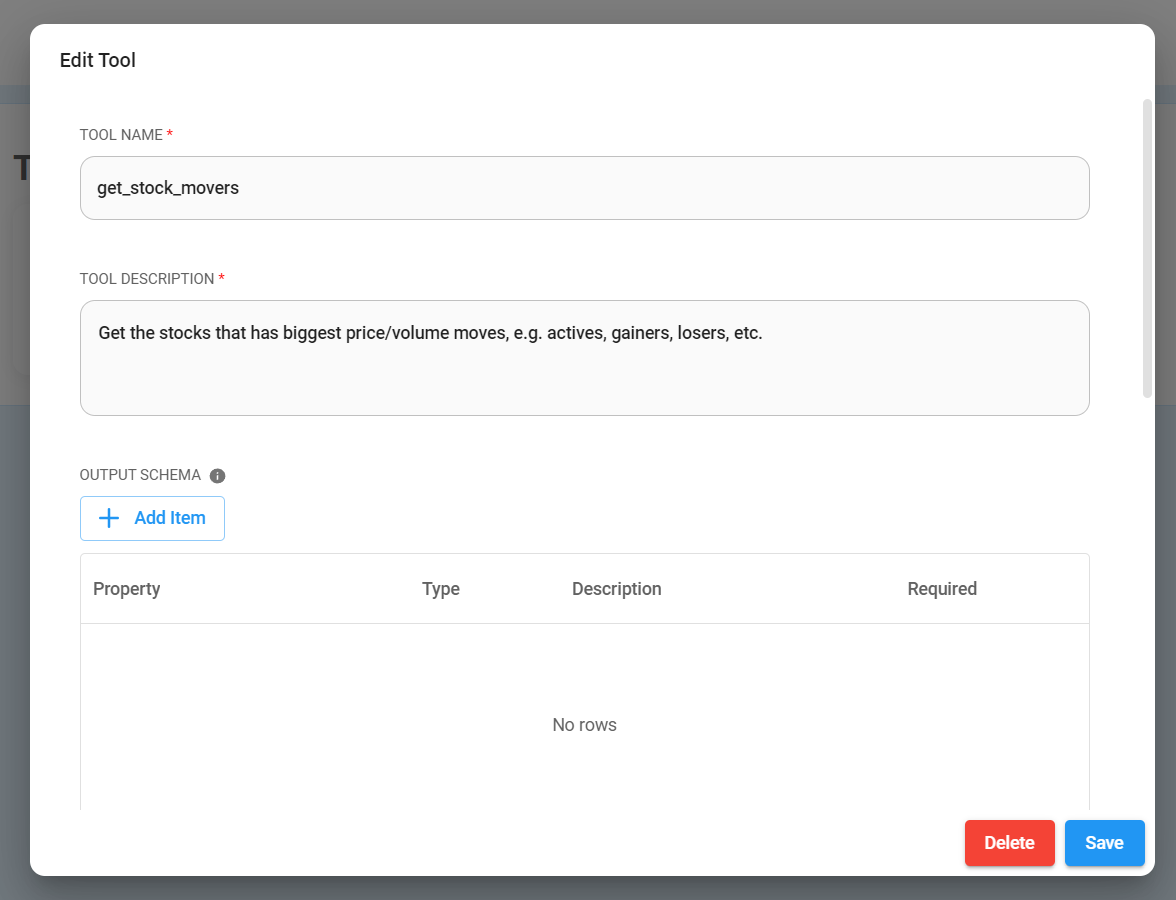 Edit Tool
TOOL NAME *
get_stock_movers
TOOL DESCRIPTION *
Get the stocks that has biggest price/volume moves, e.g. actives, gainers, losers, etc.
OUTPUT SCHEMA
Add Item
Property Type Description Required
No rows
Delete Save
T